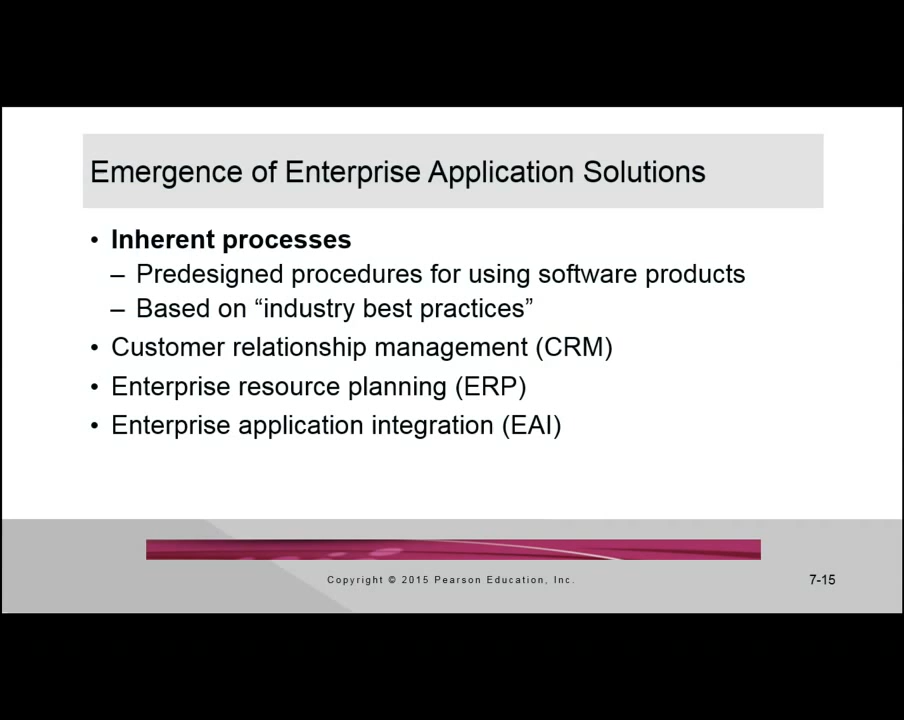 Emergence of Enterprise Application Solutions
• Inherent processes
– Predesigned procedures for using software products
– Based on “industry best practices”
• Customer relationship management (CRM)
• Enterprise resource planning (ERP)
• Enterprise application integration (EAI)
Copyright © 2015 Pearson Education, Inc.
7-15